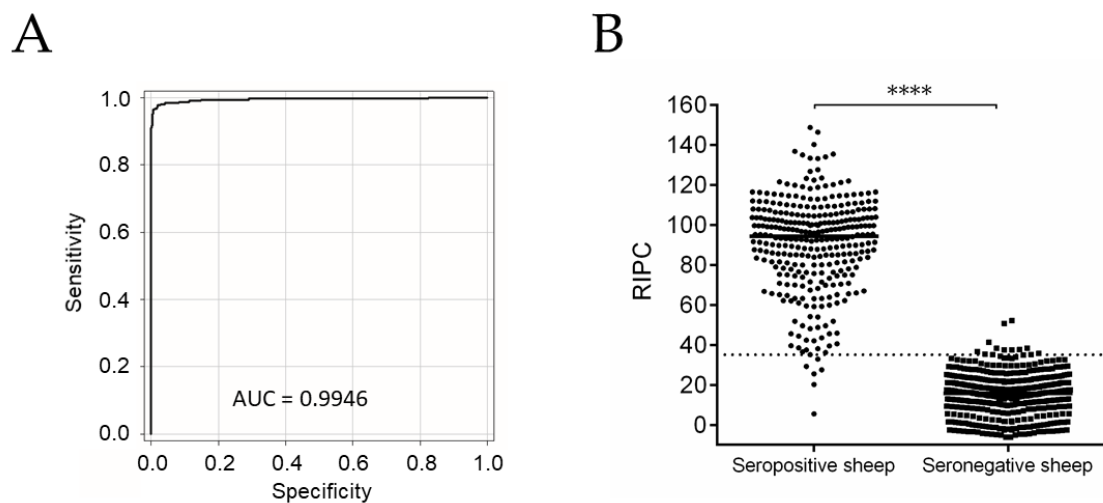 A
1.0
0.8
0.6
0.4
0.2
0.0
Sensitivity
AUC = 0.9946
0.0 0.2 0.4 0.6 0.8 1.0
Specificity
B
****
160
140
120
100
80
60
40
20
0
RIPC
Seropositive sheep Seronegative sheep